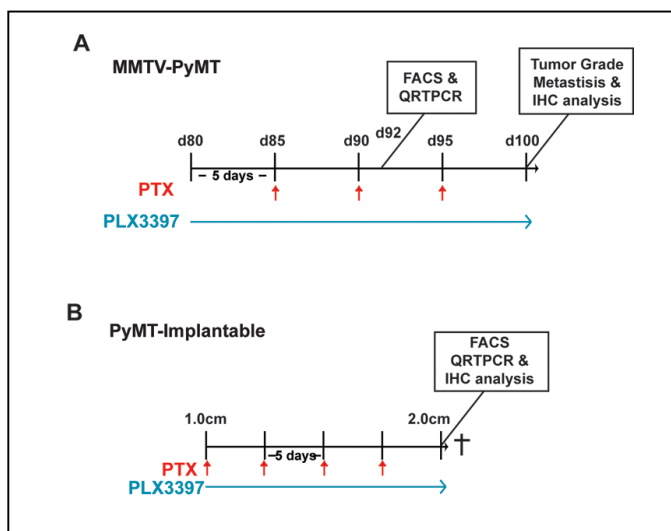 A
MMTV-PyMT
FACS &
QRTPCR
Tumor Grade
Metastisis &
IHC analysis
d80
d85
d90
d92
d95
d100
5 days
PTX
PLX3397
B
PyMT-Implantable
FACS
QRTPCR &
IHC analysis
1.0cm
2.0cm
5 days
PTX
PLX3397